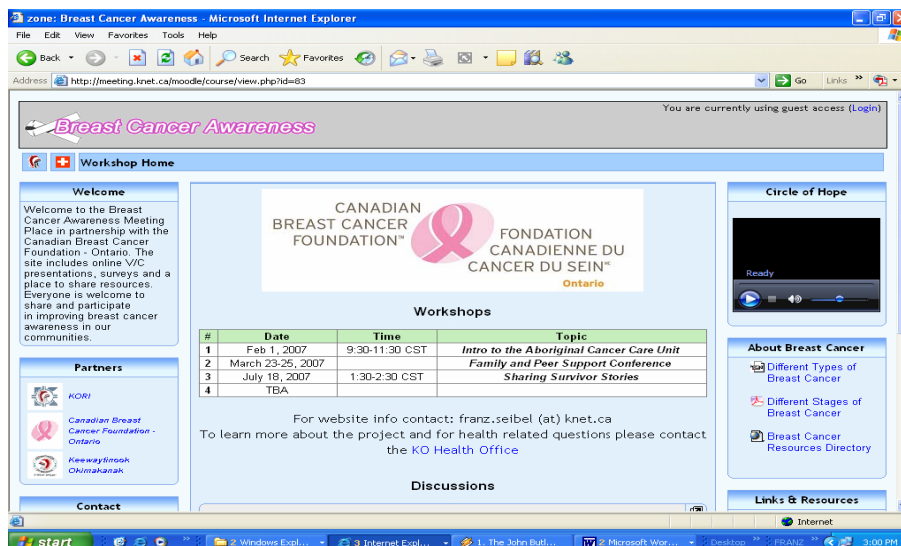 zone: Breast Cancer Awareness - Microsoft Internet Explorer
File Edit View Favorites Tools Help
Back Search Favorites
Address http://meeting.knet.ca/moodle/course/view.php?id=83 Go Links »
You are currently using guest access (Login)
Breast Cancer Awareness
Workshop Home
Welcome
Welcome to the Breast
Cancer Awareness Meeting
Place in partnership with the
Canadian Breast Cancer
Foundation - Ontario. The
site includes online V/C
presentations, surveys and a
place to share resources.
Everyone is welcome to
share and participate
in improving breast cancer
awareness in our
communities.
Partners
KORI
Canadian Breast
Cancer Foundation -
Ontario
Keewaytinook
Okimakanak
Contact
CANADIAN
BREAST CANCER
FOUNDATION™
FONDATION
CANADIENNE DU
CANCER DU SEIN
Ontario
Workshops
# Date Time Topic
1 Feb 1, 2007 9:30-11:30 CST Intro to the Aboriginal Cancer Care Unit
2 March 23-25, 2007 Family and Peer Support Conference
3 July 18, 2007 1:30-2:30 CST Sharing Survivor Stories
4 TBA
For website info contact: franz.seibel (at) knet.ca
To learn more about the project and for health related questions please contact
the KO Health Office
Discussions
Circle of Hope
Ready
About Breast Cancer
Different Types of
Breast Cancer
Different Stages of
Breast Cancer
Breast Cancer
Resources Directory
Links & Resources
Internet
start » 2 Windows Expl... 3 Internet Expl... 1. The John Butl... 2 Microsoft Wor... Desktop » FRANZ » 3:00 PM